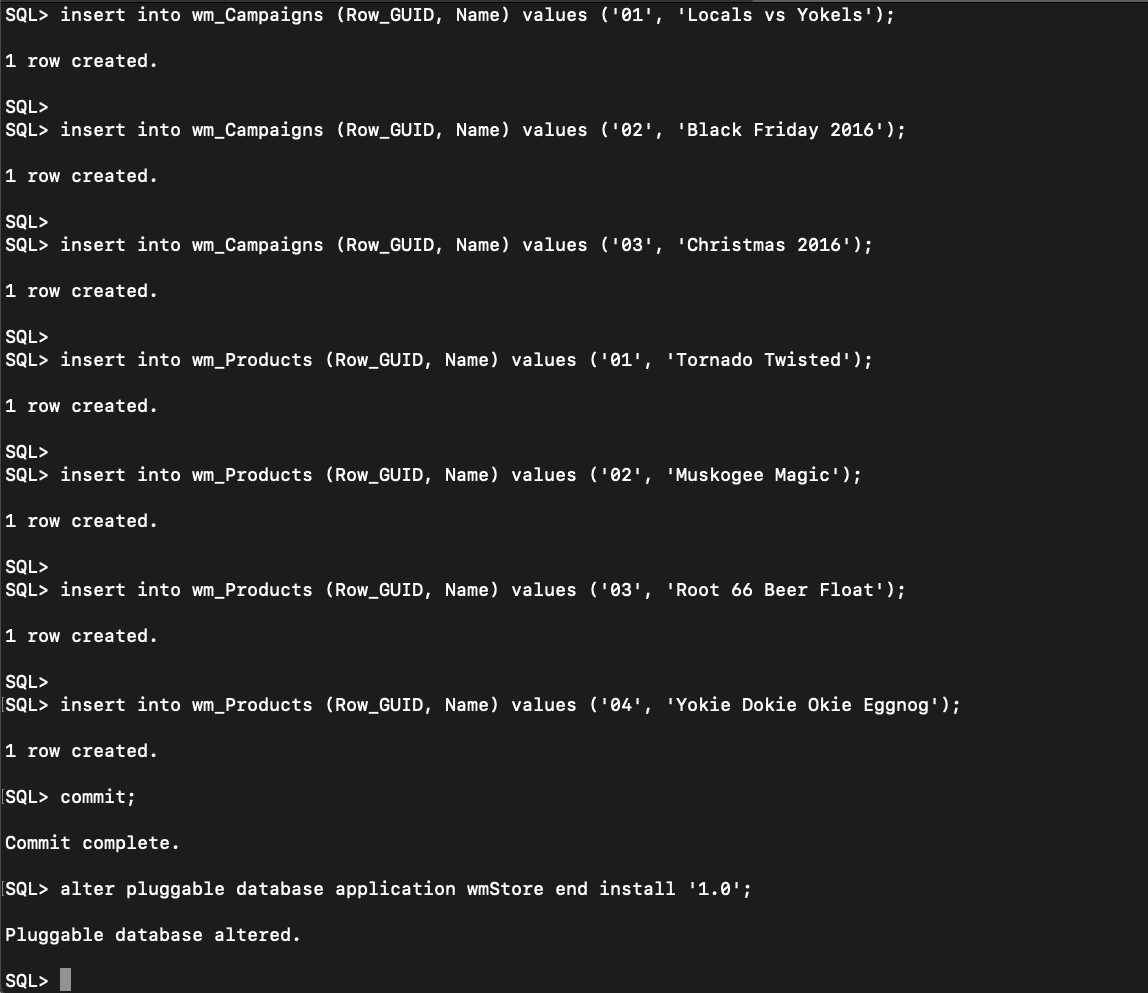 SQL> insert into wm_Campaigns (Row_GUID, Name) values ('01', 'Locals vs Yokels');
1 row created.
SQL>
SQL> insert into wm_Campaigns (Row_GUID, Name) values ('02', 'Black Friday 2016');
1 row created.
SQL>
SQL> insert into wm_Campaigns (Row_GUID, Name) values ('03', 'Christmas 2016');
1 row created.
SQL>
SQL> insert into wm_Products (Row_GUID, Name) values ('01', 'Tornado Twisted');
1 row created.
SQL>
SQL> insert into wm_Products (Row_GUID, Name) values ('02', 'Muskogee Magic');
1 row created.
SQL>
SQL> insert into wm_Products (Row_GUID, Name) values ('03', 'Root 66 Beer Float');
1 row created.
SQL>
SQL> insert into wm_Products (Row_GUID, Name) values ('04', 'Yokie Dokie Okie Eggnog');
1 row created.
SQL> commit;
Commit complete.
SQL> alter pluggable database application wmStore end install '1.0';
Pluggable database altered.
SQL>